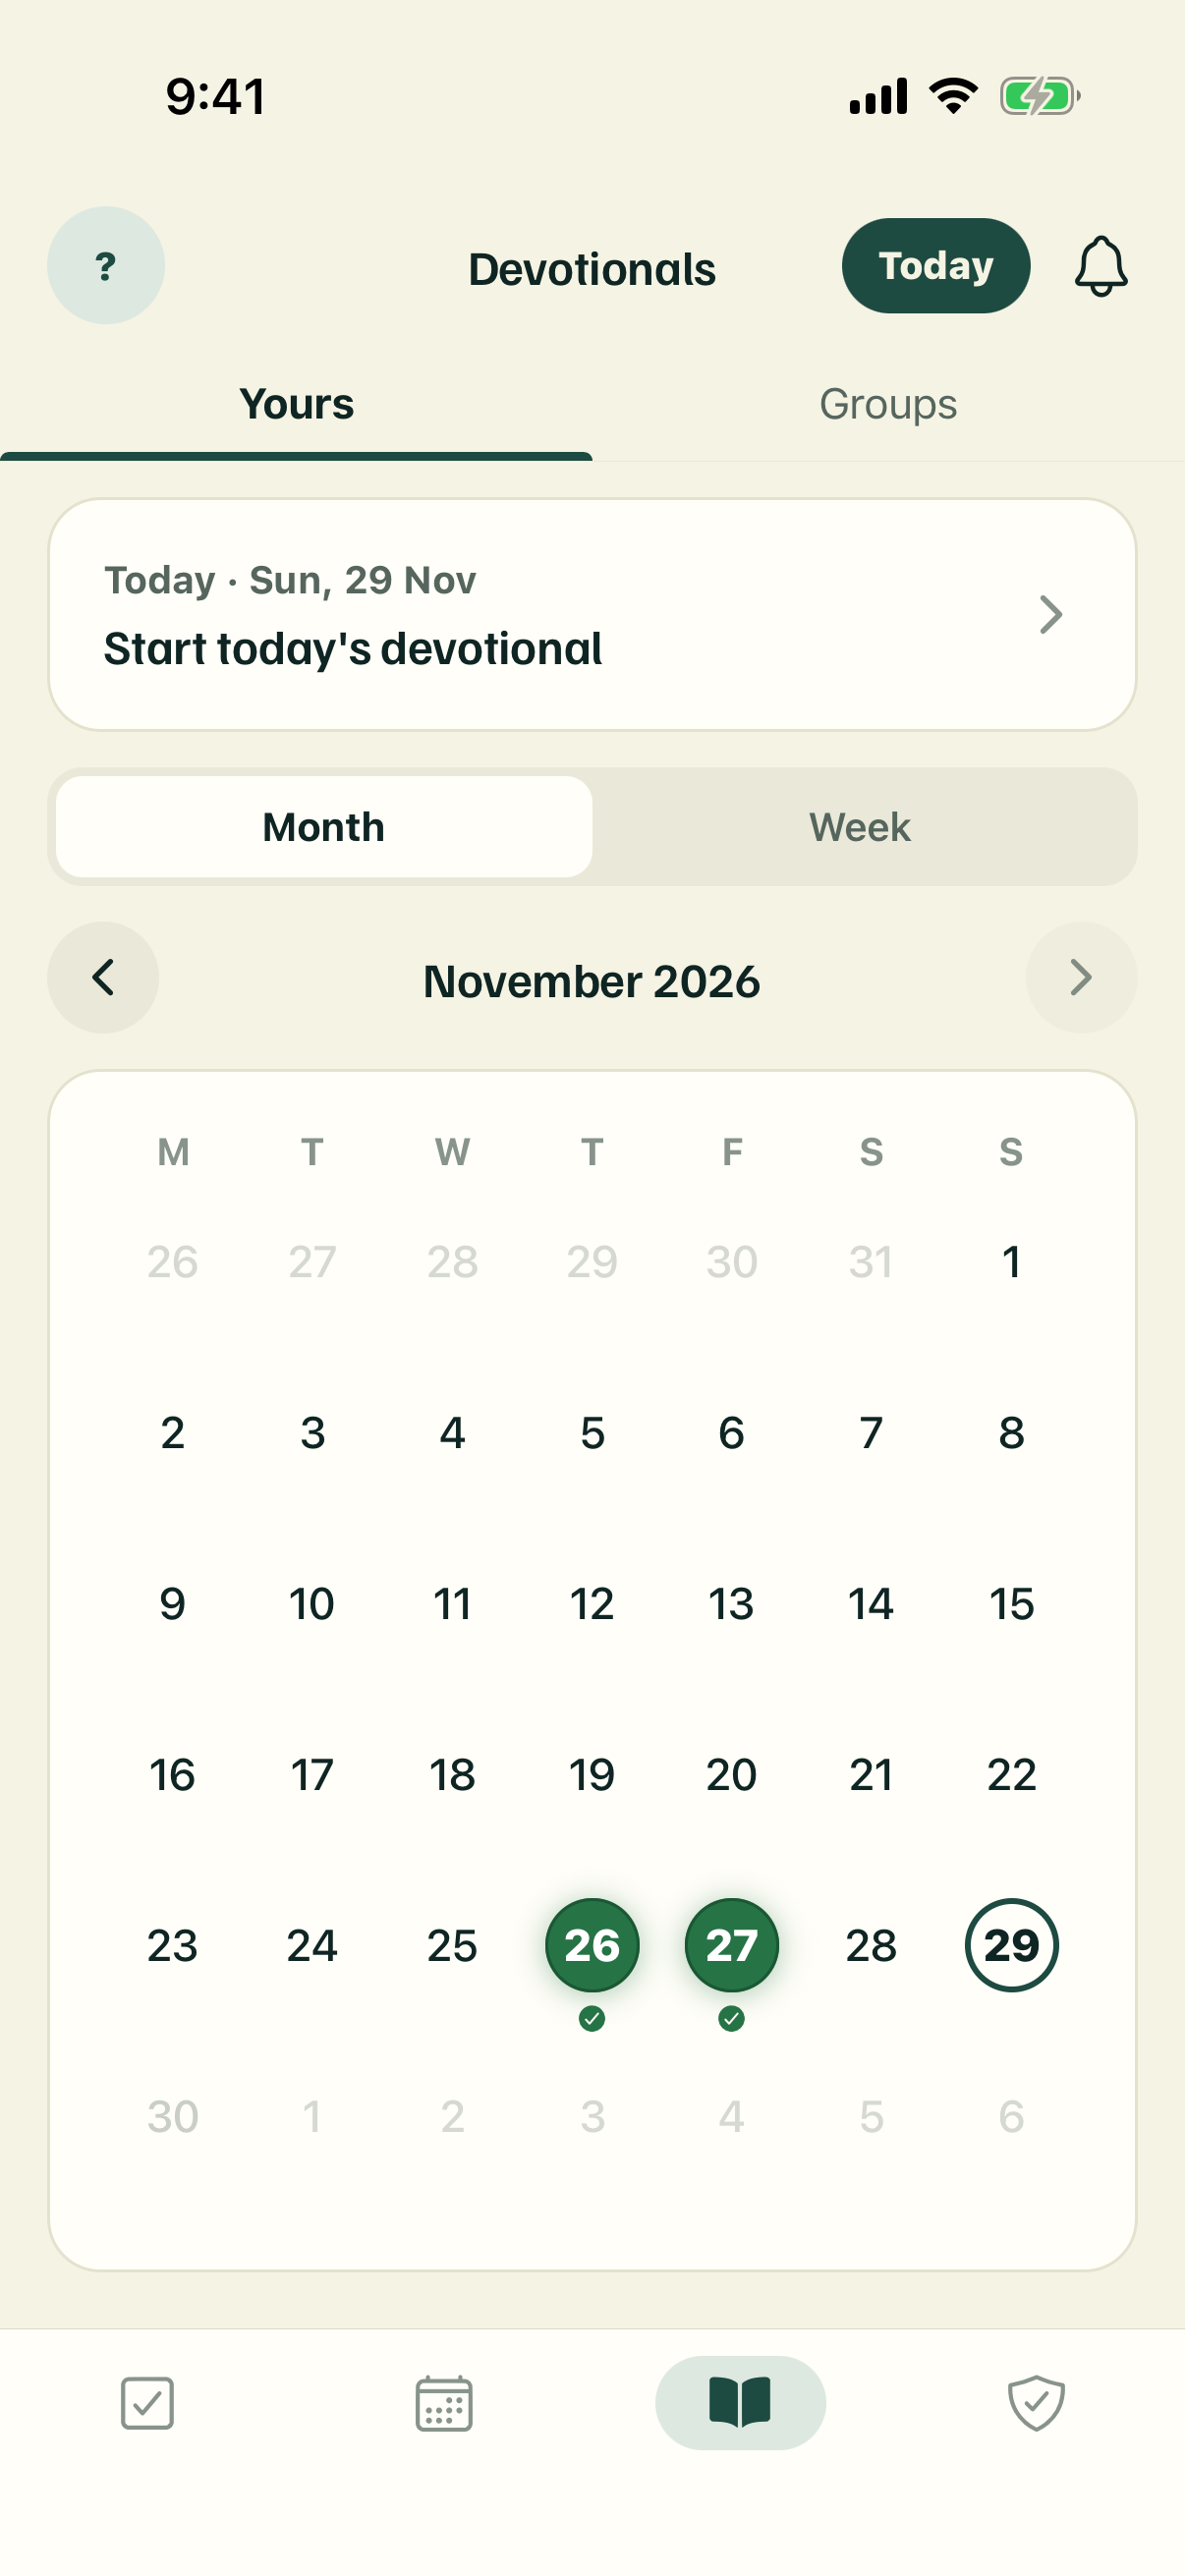 9:41
?
Devotionals
Today
Yours
Groups
Today · Sun, 29 Nov
Start today's devotional
Month
Week
November 2026
M T W T F S S
26 27 28 29 30 31 1
2 3 4 5 6 7 8
9 10 11 12 13 14 15
16 17 18 19 20 21 22
23 24 25 26 27 28 29
30 1 2 3 4 5 6